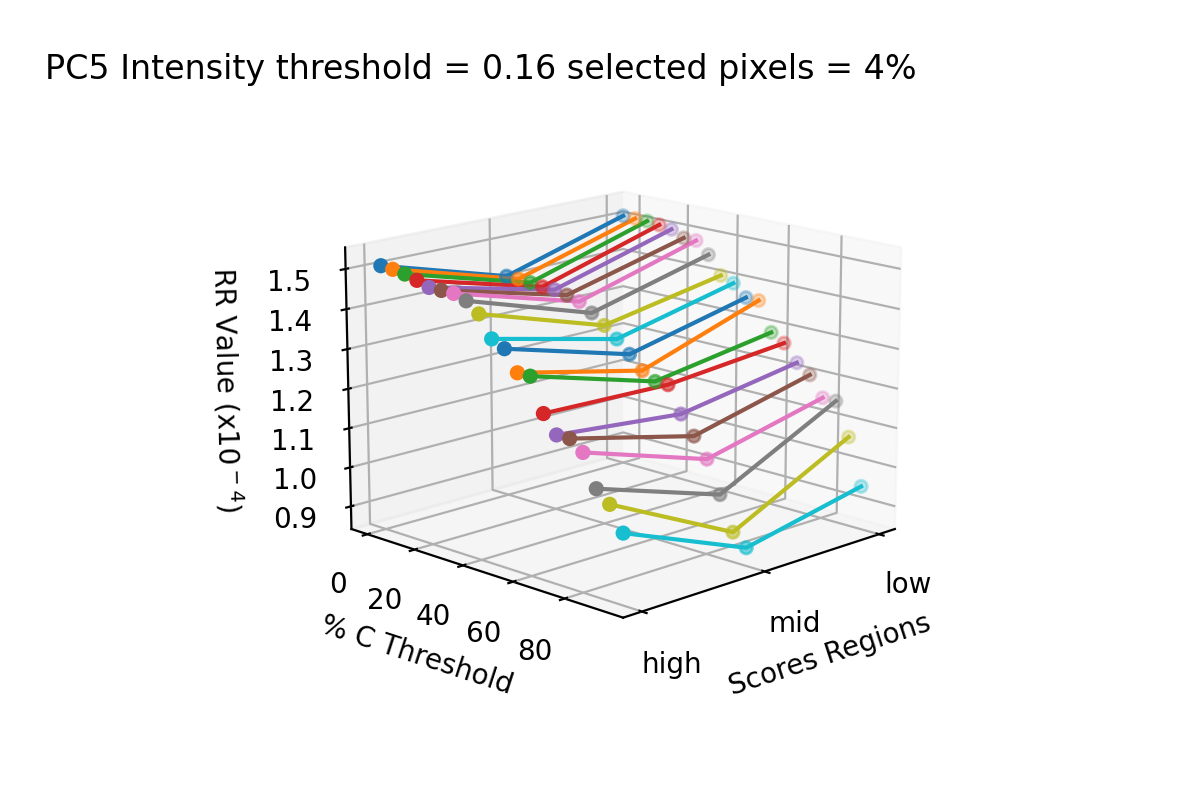 PC5 Intensity threshold = 0.16 selected pixels = 4%
RR Value (x10⁻⁴)
1.5
1.4
1.3
1.2
1.1
1.0
0.9
0
20
40
60
80
% C Threshold
high
mid
low
Scores Regions